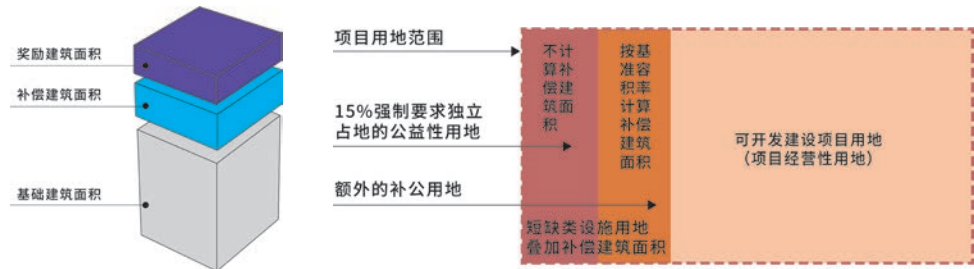 奖励建筑面积
补偿建筑面积
基础建筑面积
项目用地范围
15%强制要求独立
占地的公益性用地
额外的补公用地
不计
算补
偿建
筑面
积
按基
准容
积率
计算
补偿
建筑
面积
短缺类设施用地
叠加补偿建筑面积
可开发建设项目用地
（项目经营性用地）